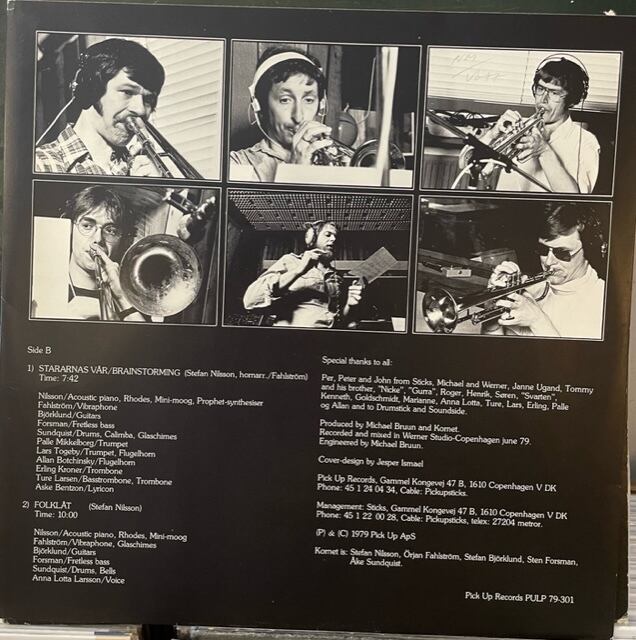 Side B
1) STARARNAS VÅR/BRAINSTORMING (Stefan Nilsson, hornarr./Fahlström)
Time: 7:42
Nilsson/Acoustic piano, Rhodes, Mini-moog, Prophet-synthesiser
Fahlström/Vibraphone
Björklund/Guitars
Forsman/Fretless bass
Sundquist/Drums, Calimba, Glaschimes
Palle Mikkelborg/Trumpet
Lars Togeby/Trumpet, Flugelhorn
Allan Botchinsky/Flugelhorn
Erling Kroner/Trombone
Ture Larsen/Basstrombone, Trombone
Aske Bentzon/Lyricon
2) FOLKLÅT (Stefan Nilsson)
Time: 10:00
Nilsson/Acoustic piano, Rhodes, Mini-moog
Fahlström/Vibraphone, Glaschimes
Björklund/Guitars
Forsman/Fretless bass
Sundquist/Drums, Bells
Anna Lotta Larsson/Voice
Special thanks to all:
Per, Peter and John from Sticks, Michael and Werner, Janne Ugand, Tommy
and his brother, "Nicke", "Gurra", Roger, Henrik, Søren, "Svarten",
Kenneth, Goldschmidt, Marianne, Anna Lotta, Ture, Lars, Erling, Palle
og Allan and to Drumstick and Soundside.
Produced by Michael Bruun and Kornet.
Recorded and mixed in Werner Studio-Copenhagen june 79.
Engineered by Michael Bruun.
Cover-design by Jesper Ismael
Pick Up Records, Gammel Kongevej 47 B, 1610 Copenhagen V DK
Phone: 45 1 24 04 34, Cable: Pickupsticks.
Management: Sticks, Gammel Kongevej 47 B, 1610 Copenhagen V DK
Phone: 45 1 22 00 28, Cable: Pickupsticks, telex: 27204 metror.
(P) & (C) 1979 Pick Up ApS
Kornet is: Stefan Nilsson, Örjan Fahlström, Stefan Björklund, Sten Forsman,
Åke Sundquist.
Pick Up Records PULP 79-301